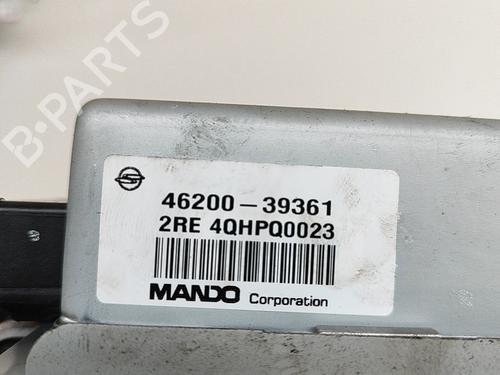 B-PARTS
46200-39361
2RE 4QHPQ0023
MANDO Corporation